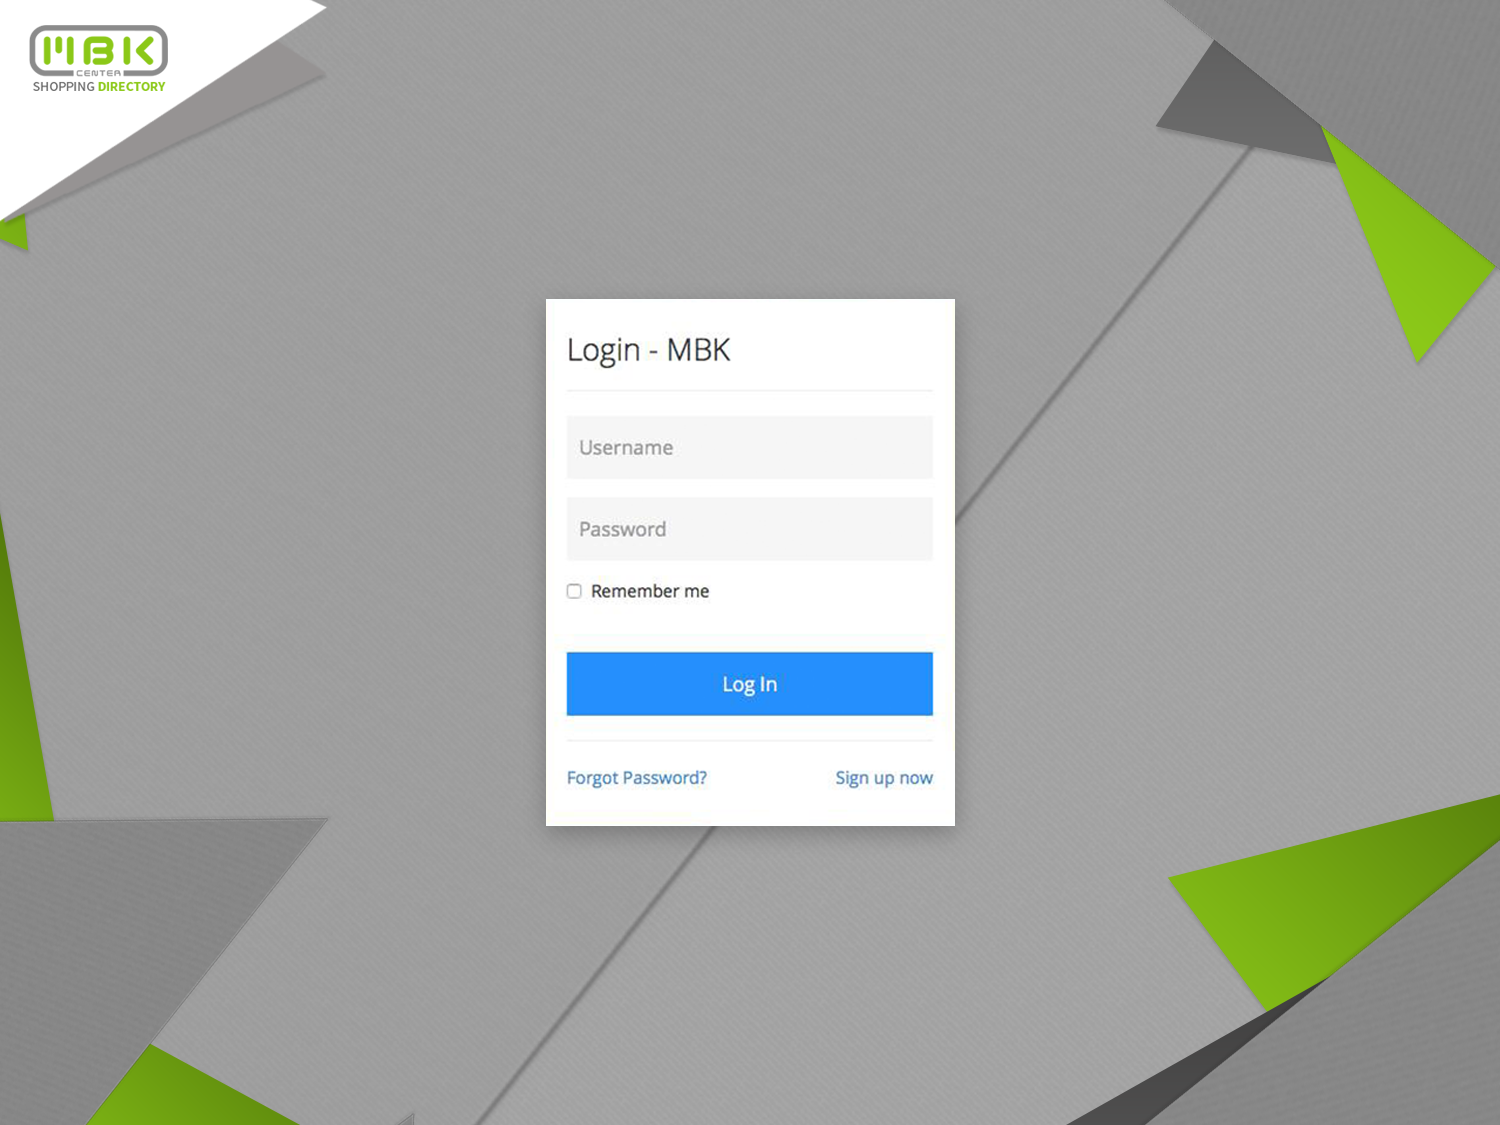 MBK
CENTER
SHOPPING DIRECTORY
Login - MBK
Username
Password
Remember me
Log In
Forgot Password?
Sign up now